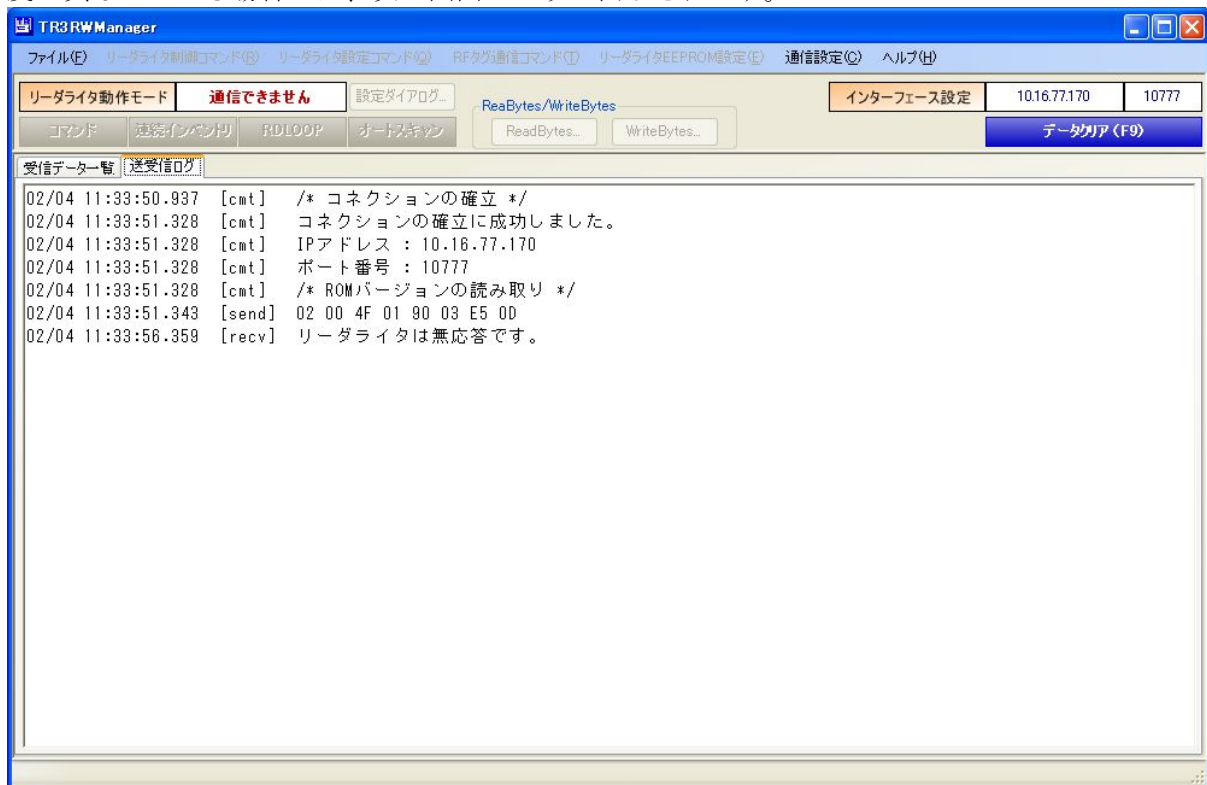 TR3RWManager
ファイル(F) リーダライタ制御コマンド(R) リーダライタ設定コマンド(Q) RFタグ通信コマンド(T) リーダライタEEPROM設定(E) 通信設定(C) ヘルプ(H)
リーダライタ動作モード 通信できません 設定ダイアログ... ReaBytes/WriteBytes インターフェース設定 10.16.77.170 10777
コマンド 連続インベントリ RDLOOP オートスキャン ReadBytes... WriteBytes... データクリア(F9)
受信データ一覧 送受信ログ
02/04 11:33:50.937 [cmt] /* コネクションの確立 */
02/04 11:33:51.328 [cmt] コネクションの確立に成功しました。
02/04 11:33:51.328 [cmt] IPアドレス : 10.16.77.170
02/04 11:33:51.328 [cmt] ポート番号 : 10777
02/04 11:33:51.328 [cmt] /* ROMバージョンの読み取り */
02/04 11:33:51.343 [send] 02 00 4F 01 90 03 E5 0D
02/04 11:33:56.359 [recv] リーダライタは無応答です。